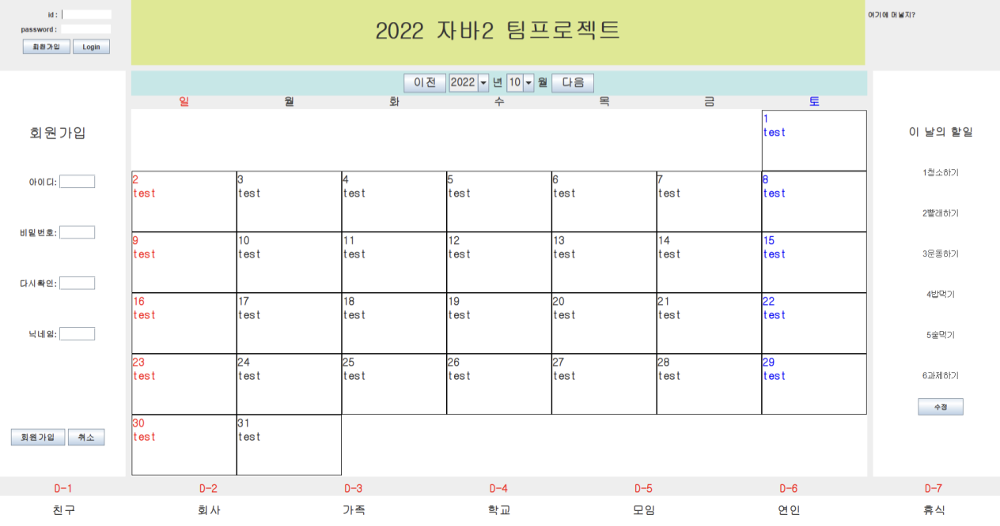 id :
password :
회원가입 Login
2022 자바2 팀프로젝트
여기에 머넣지?
이전 2022 년 10 월 다음
일 월 화 수 목 금 토
회원가입
아이디:
비밀번호:
다시확인:
닉네임:
회원가입 취소
1
test
2 3 4 5 6 7 8
test test test test test test test
9 10 11 12 13 14 15
test test test test test test test
16 17 18 19 20 21 22
test test test test test test test
23 24 25 26 27 28 29
test test test test test test test
30 31
test test
이 날의 할일
1청소하기
2빨래하기
3운동하기
4밥먹기
5술먹기
6과제하기
수정
D-1 D-2 D-3 D-4 D-5 D-6 D-7
친구 회사 가족 학교 모임 연인 휴식